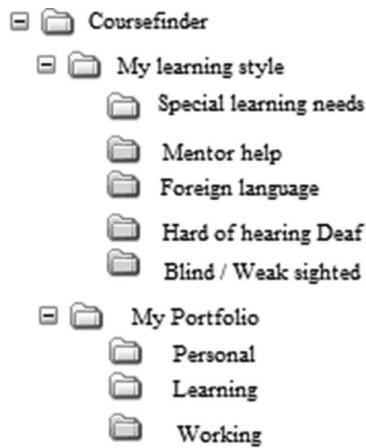 Coursefinder
My learning style
Special learning needs
Mentor help
Foreign language
Hard of hearing Deaf
Blind / Weak sighted
My Portfolio
Personal
Learning
Working